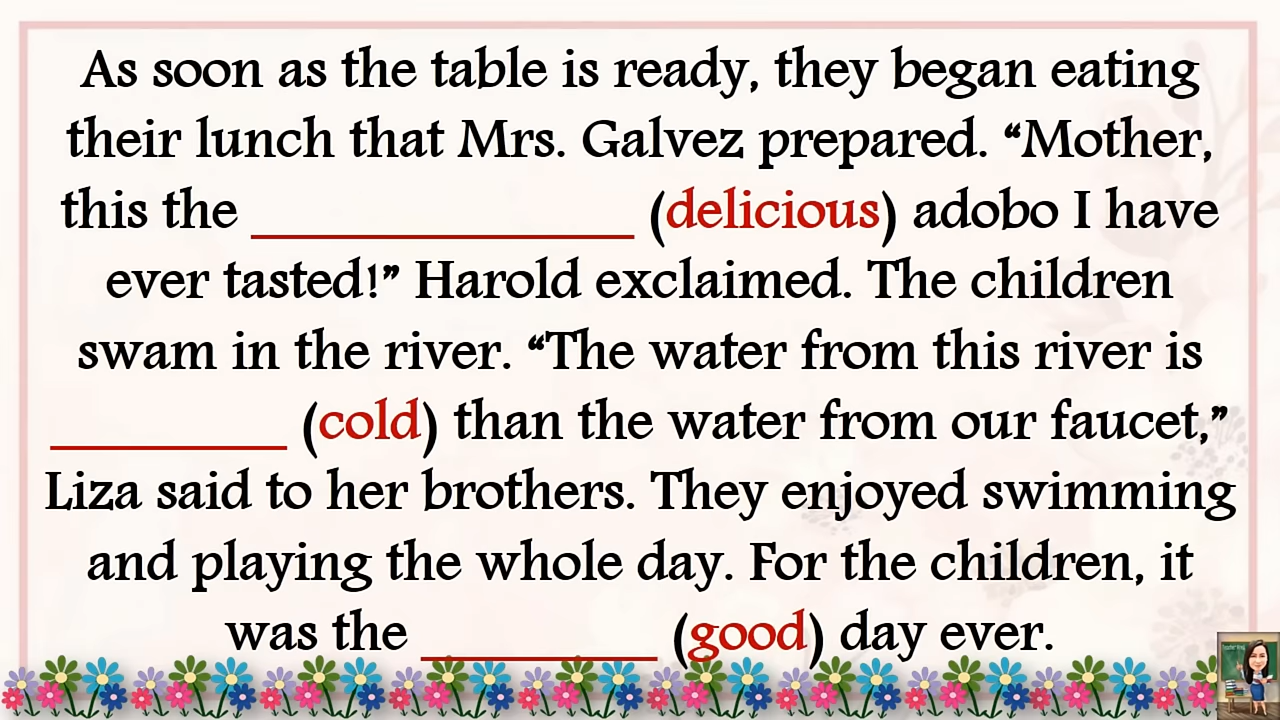 As soon as the table is ready, they began eating
their lunch that Mrs. Galvez prepared. “Mother,
this the ______________ (delicious) adobo I have
ever tasted!” Harold exclaimed. The children
swam in the river. “The water from this river is
_________ (cold) than the water from our faucet,”
Liza said to her brothers. They enjoyed swimming
and playing the whole day. For the children, it
was the _________ (good) day ever.